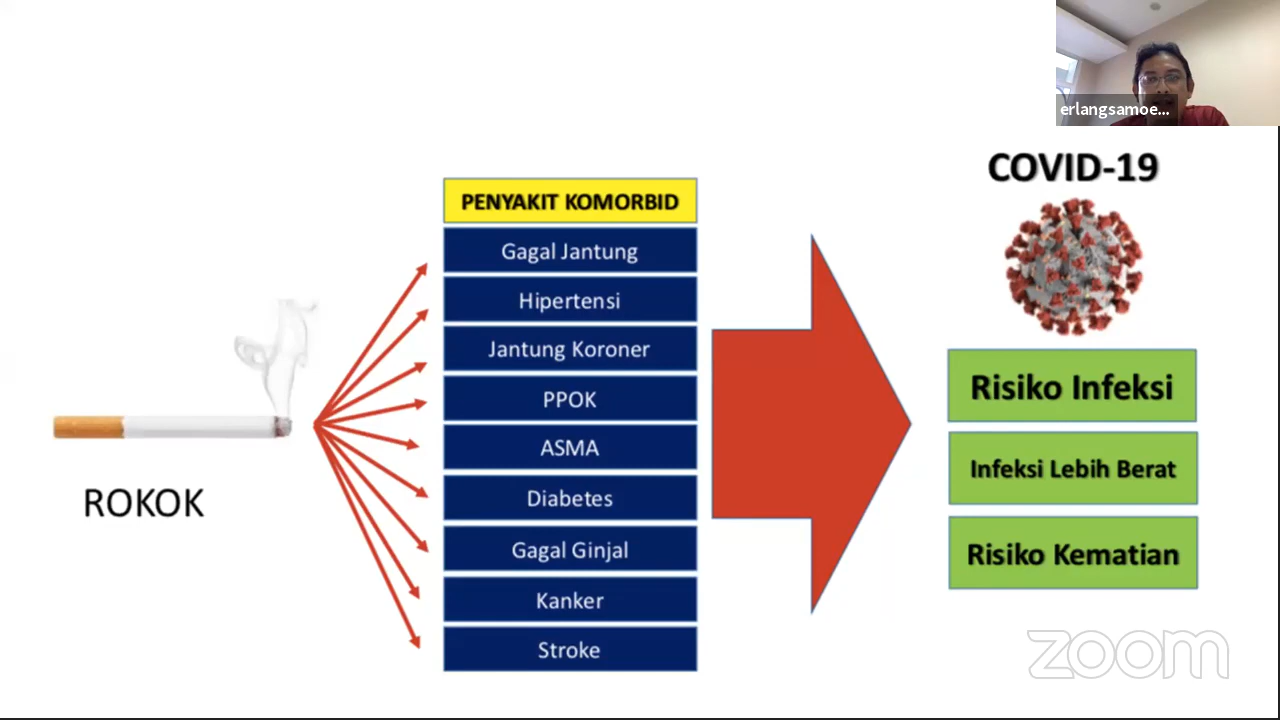 erlangsamoe...
COVID-19
PENYAKIT KOMORBID
Gagal Jantung
Hipertensi
Jantung Koroner
PPOK
ASMA
Diabetes
Gagal Ginjal
Kanker
Stroke
ROKOK
Risiko Infeksi
Infeksi Lebih Berat
Risiko Kematian
zoom